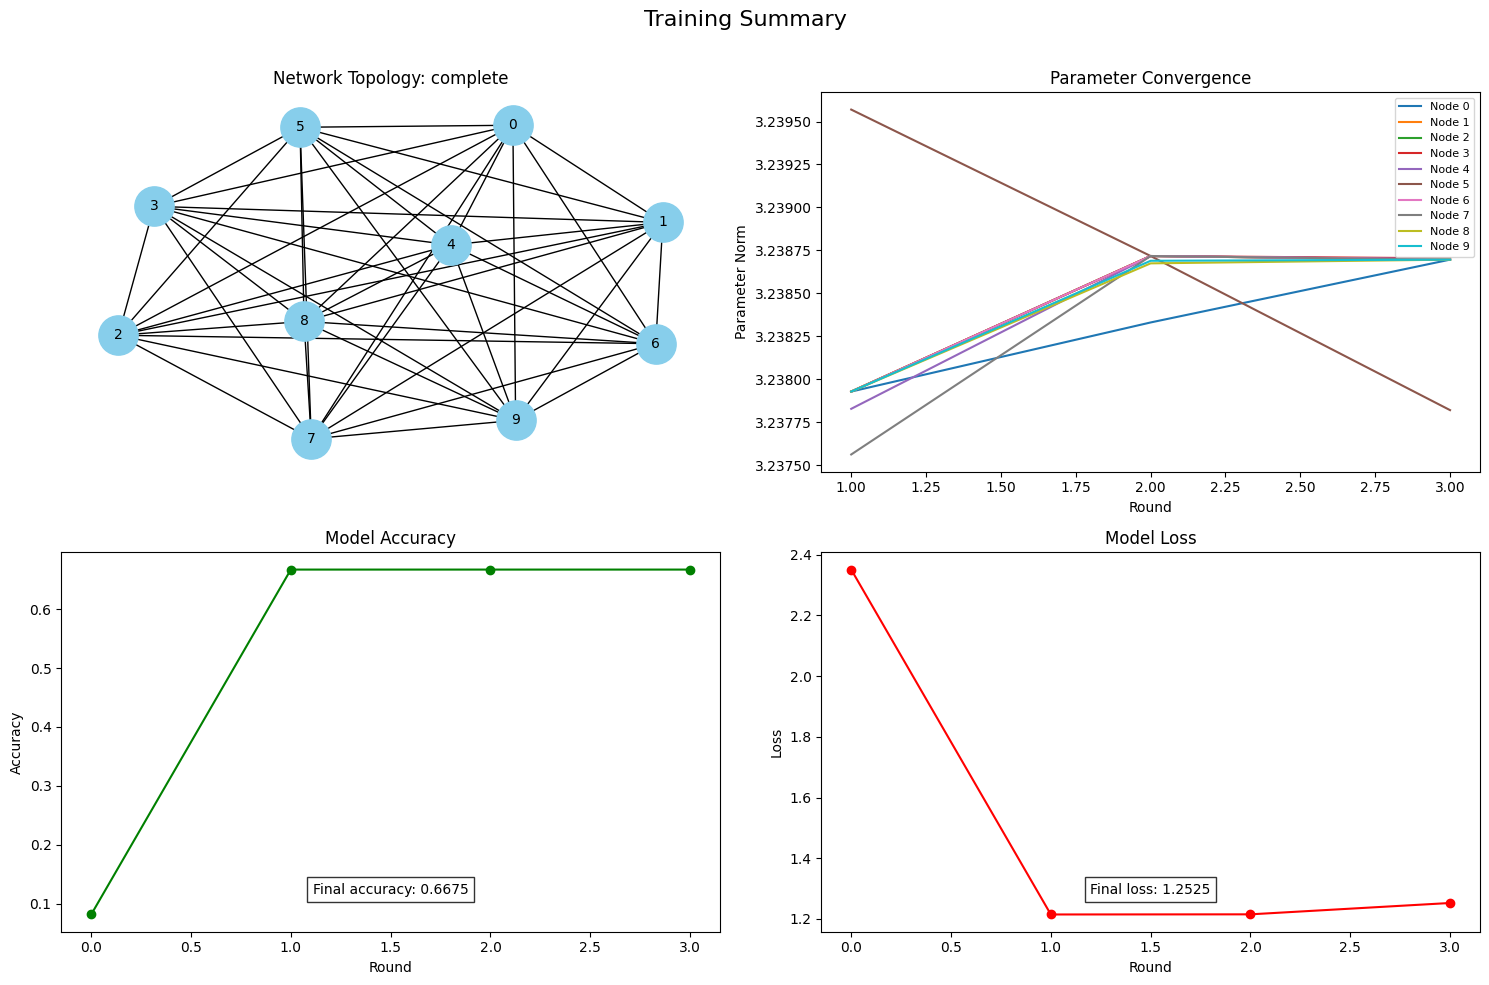 Training Summary
Network Topology: complete
5
0
3
1
4
8
2
6
9
7
Parameter Convergence
3.23950
3.23925
3.23900
3.23875
3.23850
3.23825
3.23800
3.23775
3.23750
Parameter Norm
Node 0
Node 1
Node 2
Node 3
Node 4
Node 5
Node 6
Node 7
Node 8
Node 9
1.00 1.25 1.50 1.75 2.00 2.25 2.50 2.75 3.00
Round
Model Accuracy
0.6
0.5
0.4
0.3
0.2
0.1
Accuracy
Final accuracy: 0.6675
0.0 0.5 1.0 1.5 2.0 2.5 3.0
Round
Model Loss
2.4
2.2
2.0
1.8
1.6
1.4
1.2
Loss
Final loss: 1.2525
0.0 0.5 1.0 1.5 2.0 2.5 3.0
Round